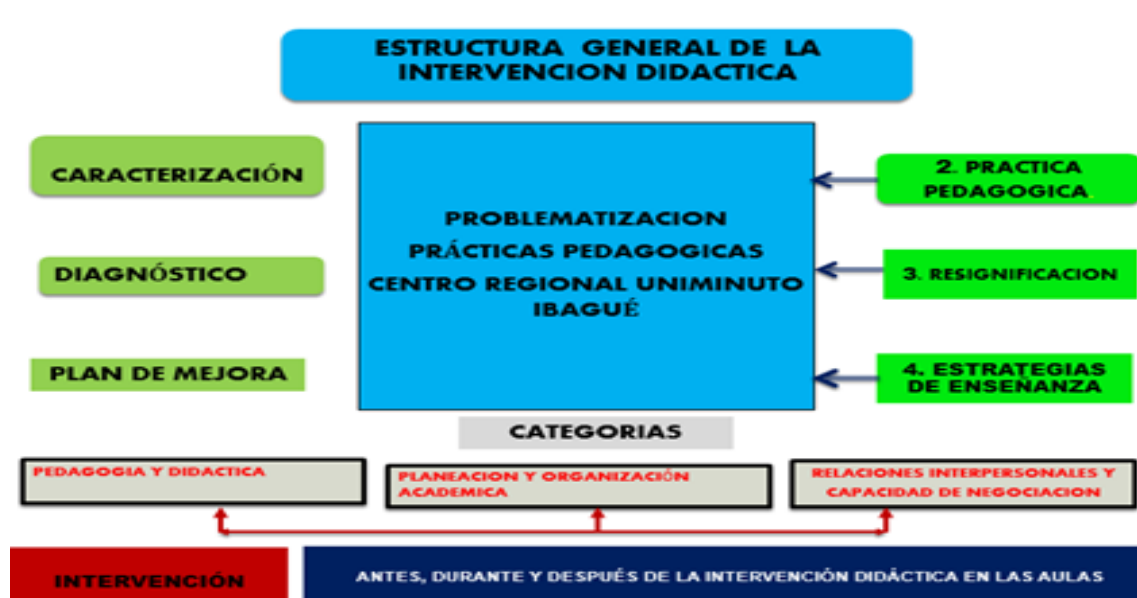 ESTRUCTURA GENERAL DE LA
INTERVENCION DIDACTICA
CARACTERIZACIÓN
DIAGNÓSTICO
PLAN DE MEJORA
PROBLEMATIZACION
PRÁCTICAS PEDAGOGICAS
CENTRO REGIONAL UNIMINUTO
IBAGUÉ
2. PRACTICA
PEDAGOGICA.
3. RESIGNIFICACION
4. ESTRATEGIAS
DE ENSEÑANZA
CATEGORIAS
PEDAGOGIA Y DIDACTICA
PLANEACION Y ORGANIZACIÓN
ACADEMICA
RELACIONES INTERPERSONALES Y
CAPACIDAD DE NEGOCIACION
INTERVENCIÓN
ANTES, DURANTE Y DESPUÉS DE LA INTERVENCIÓN DIDÁCTICA EN LAS AULAS